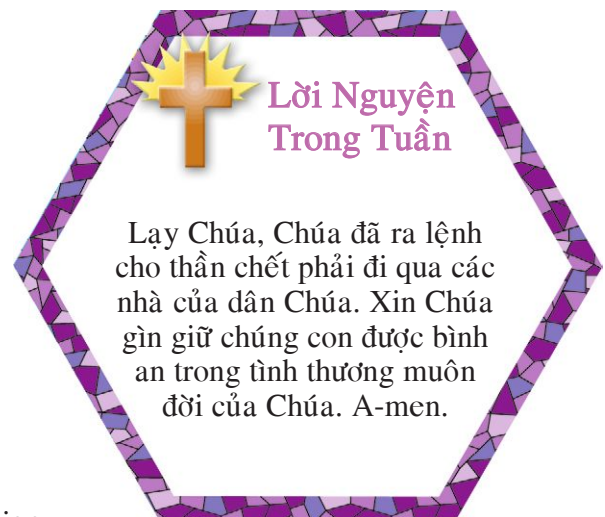 Lời Nguyện
Trong Tuần
Lạy Chúa, Chúa đã ra lệnh
cho thần chết phải đi qua các
nhà của dân Chúa. Xin Chúa
gìn giữ chúng con được bình
an trong tình thương muôn
đời của Chúa. A-men.